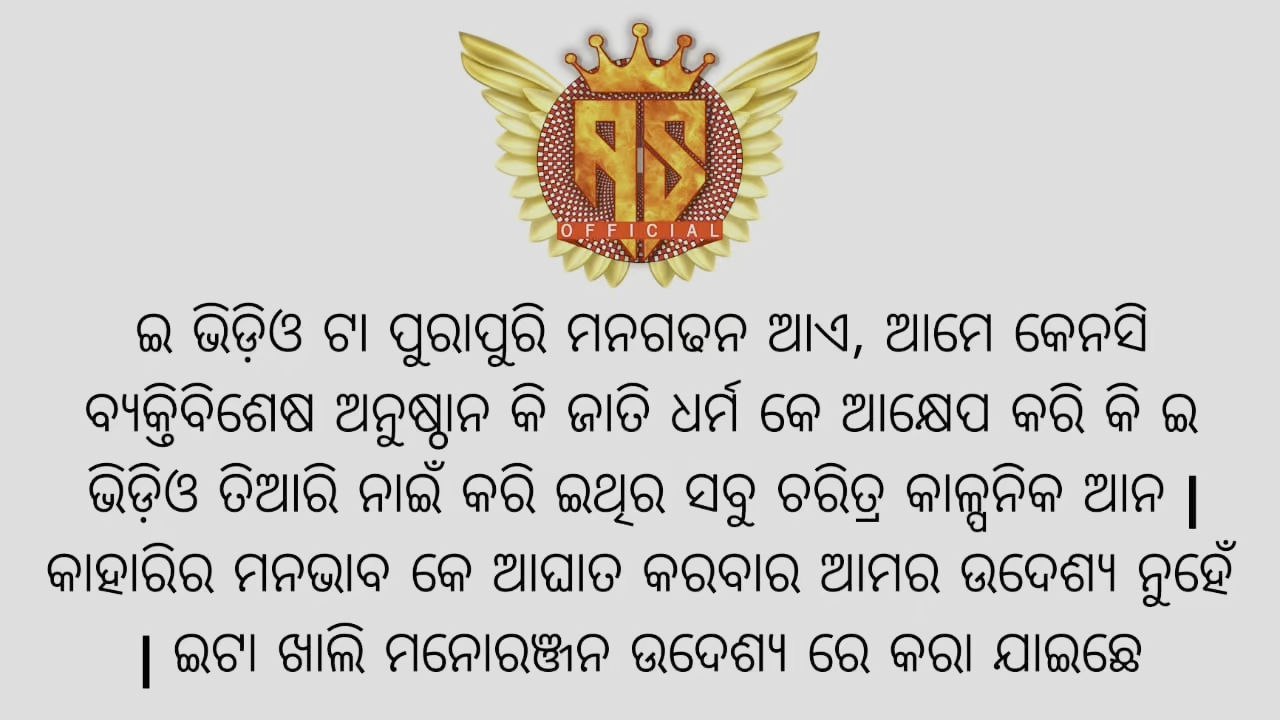 AS
OFFICIAL
ଇ ଭିଡ଼ିଓ ଟା ପୁରାପୁରି ମନଗଢନ ଆଏ, ଆମେ କେନସି
ବ୍ୟକ୍ତିବିଶେଷ ଅନୁଷ୍ଠାନ କି ଜାତି ଧର୍ମ କେ ଆକ୍ଷେପ କରି କି ଇ
ଭିଡ଼ିଓ ତିଆରି ନାଇଁ କରି ଇଥିର ସବୁ ଚରିତ୍ର କାଳ୍ପନିକ ଆନ |
କାହାରିର ମନଭାବ କେ ଆଘାତ କରବାର ଆମର ଉଦେଶ୍ୟ ନୁହେଁ
| ଇଟା ଖାଲି ମନୋରଞ୍ଜନ ଉଦେଶ୍ୟ ରେ କରା ଯାଇଛେ